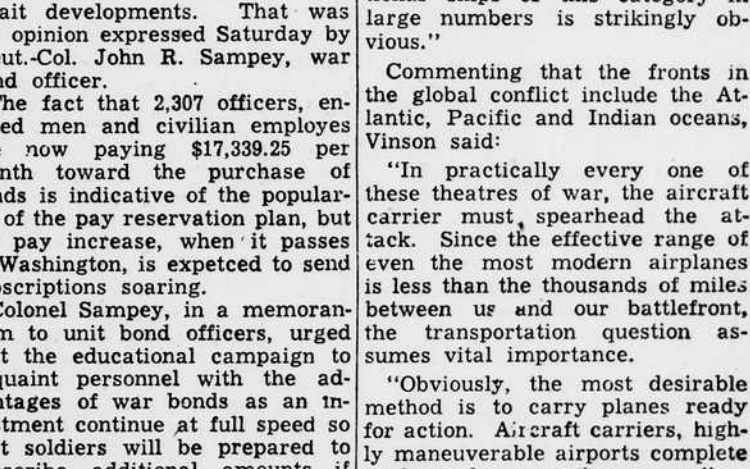 ait developments. That was
opinion expressed Saturday by
ut.-Col. John R. Sampey, war
nd officer.
he fact that 2,307 officers, en-
ed men and civilian employes
now paying $17,339.25 per
nth toward the purchase of
nds is indicative of the popular-
of the pay reservation plan, but
pay increase, when it passes
Washington, is expetced to send
scriptions soaring.
Colonel Sampey, in a memoran-
m to unit bond officers, urged
t the educational campaign to
quaint personnel with the ad-
ntages of war bonds as an in-
stment continue at full speed so
t soldiers will be prepared to
additional amounts if
large numbers is strikingly ob-
vious."
Commenting that the fronts in
the global conflict include the At-
lantic, Pacific and Indian oceans,
Vinson said:
"In practically every one of
these theatres of war, the aircraft
carrier must spearhead the at-
tack. Since the effective range of
even the most modern airplanes
is less than the thousands of miles
between us and our battlefront,
the transportation question as-
sumes vital importance.
"Obviously, the most desirable
method is to carry planes ready
for action. Aircraft carriers, high-
ly maneuverable airports complete